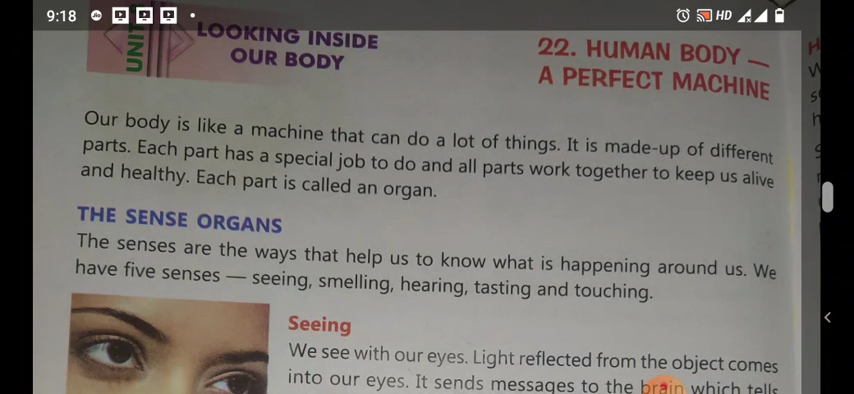 9:18
HD
UNIT
LOOKING INSIDE
OUR BODY
22. HUMAN BODY —
A PERFECT MACHINE
Our body is like a machine that can do a lot of things. It is made-up of different
parts. Each part has a special job to do and all parts work together to keep us alive
and healthy. Each part is called an organ.
THE SENSE ORGANS
The senses are the ways that help us to know what is happening around us. We
have five senses — seeing, smelling, hearing, tasting and touching.
Seeing
We see with our eyes. Light reflected from the object comes
into our eyes. It sends messages to the brain which tells